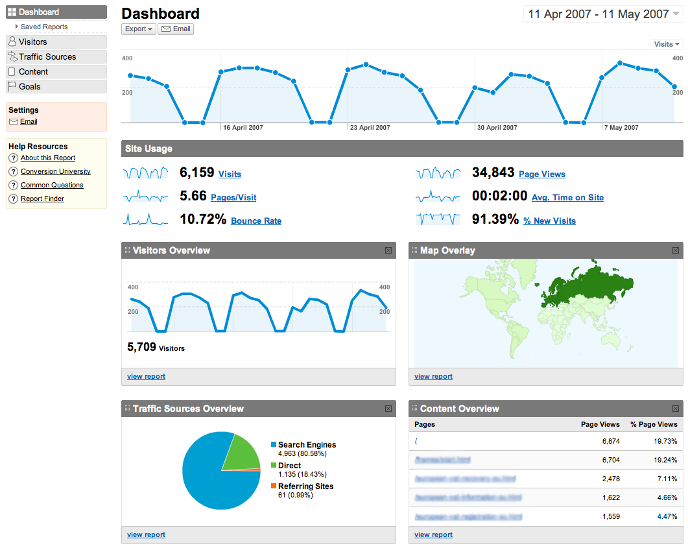 Dashboard
Saved Reports
Visitors
Traffic Sources
Content
Goals
Settings
Email
Help Resources
About this Report
Conversion University
Common Questions
Report Finder
Dashboard
11 Apr 2007 - 11 May 2007
Export
Email
Visits
400 400
200 200
16 April 2007 23 April 2007 30 April 2007 7 May 2007
Site Usage
6,159 Visits
34,843 Page Views
5.66 Pages/Visit
00:02:00 Avg. Time on Site
10.72% Bounce Rate
91.39% % New Visits
Visitors Overview
400 400
200 200
5,709 Visitors
view report
Map Overlay
view report
Traffic Sources Overview
Search Engines
4,963 (80.58%)
Direct
1,135 (18.43%)
Referring Sites
61 (0.99%)
view report
Content Overview
Pages Page Views % Page Views
/ 6,874 19.73%
6,704 19.24%
2,478 7.11%
1,622 4.66%
1,559 4.47%
view report